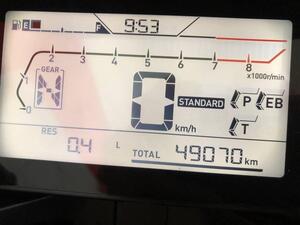 E F 9:53
2 3 4 5 6 7 8
x1000r/min
1
0
GEAR
N
0 km/h
STANDARD
P EB
T
RES
0.4 L TOTAL 49070 km